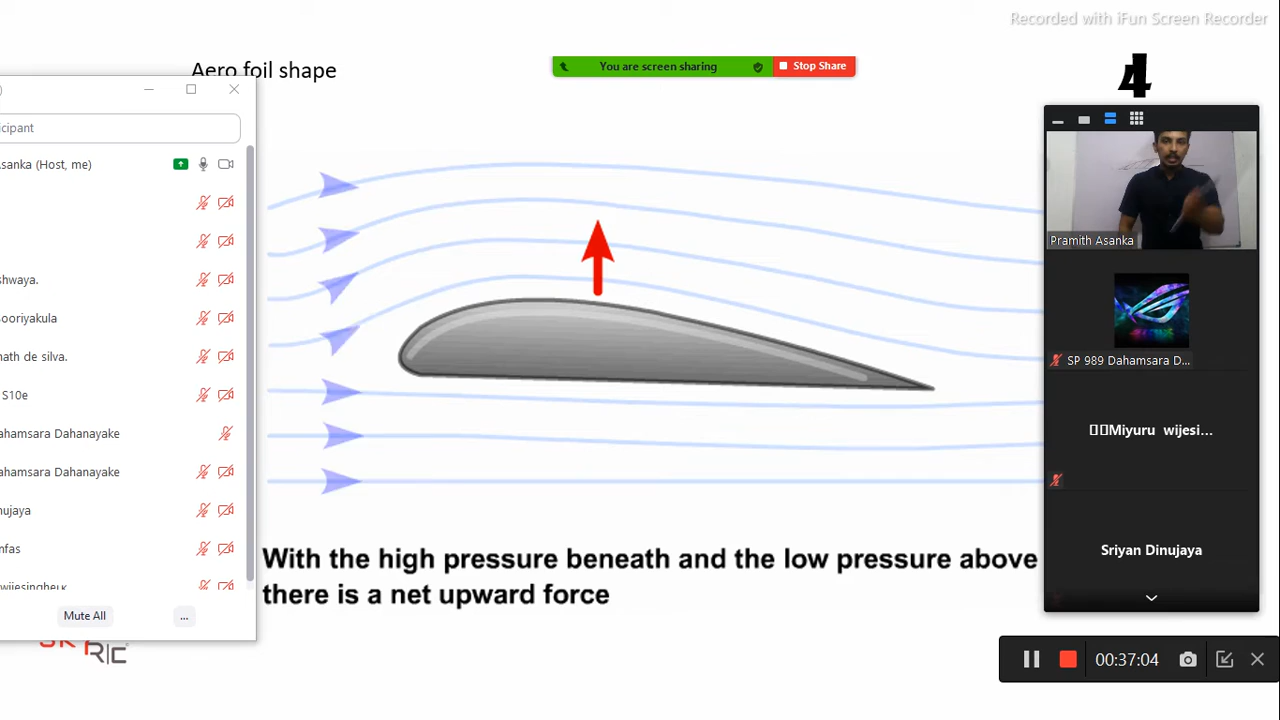 Recorded with iFun Screen Recorder
Aero foil shape
You are screen sharing
Stop Share
4
icipant
Asanka (Host, me)
shwaya.
Sooriyakula
nath de silva.
S10e
ahamsara Dahanayake
ahamsara Dahanayake
nujaya
nfas
wijesinghe
Mute All
...
Pramith Asanka
SP 989 Dahamsara D...
Miyuru wijesi...
Sriyan Dinujaya
With the high pressure beneath and the low pressure above
there is a net upward force
R/C
00:37:04